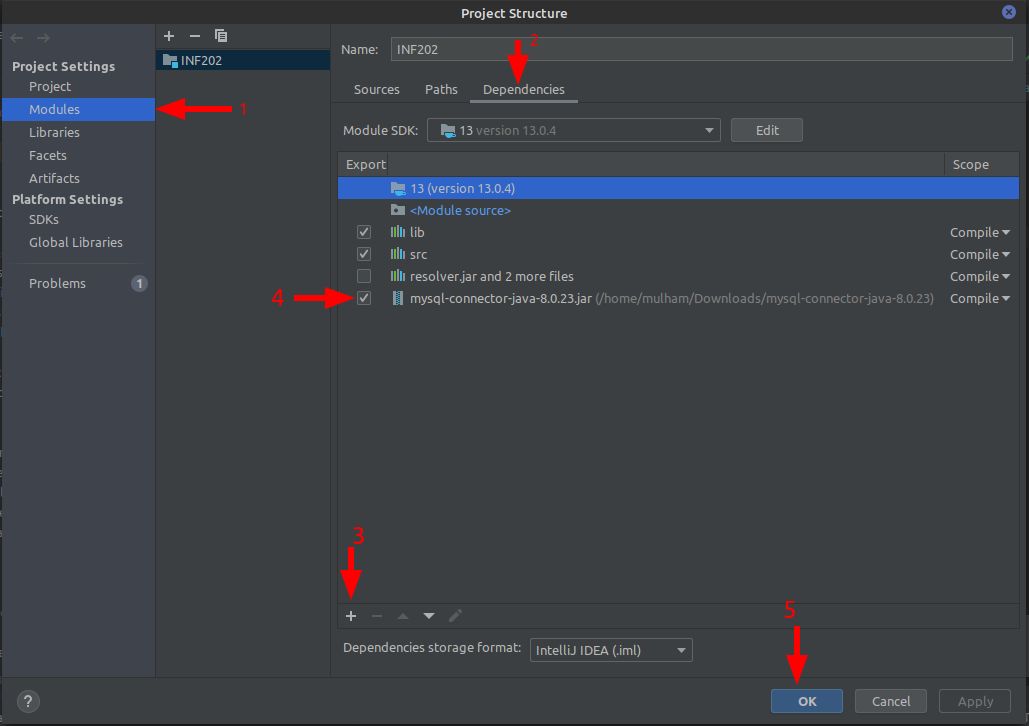 Project Structure
Project Settings
Project
Modules
Libraries
Facets
Artifacts
Platform Settings
SDKs
Global Libraries
Problems 1
1
INF202
Name: INF202
2
Sources Paths Dependencies
Module SDK: 13 version 13.0.4 Edit
Export Scope
13 (version 13.0.4)
<Module source>
lib Compile
src Compile
resolver.jar and 2 more files Compile
4 mysql-connector-java-8.0.23.jar (/home/mulham/Downloads/mysql-connector-java-8.0.23) Compile
3
Dependencies storage format: IntelliJ IDEA (.iml)
5
? OK Cancel Apply